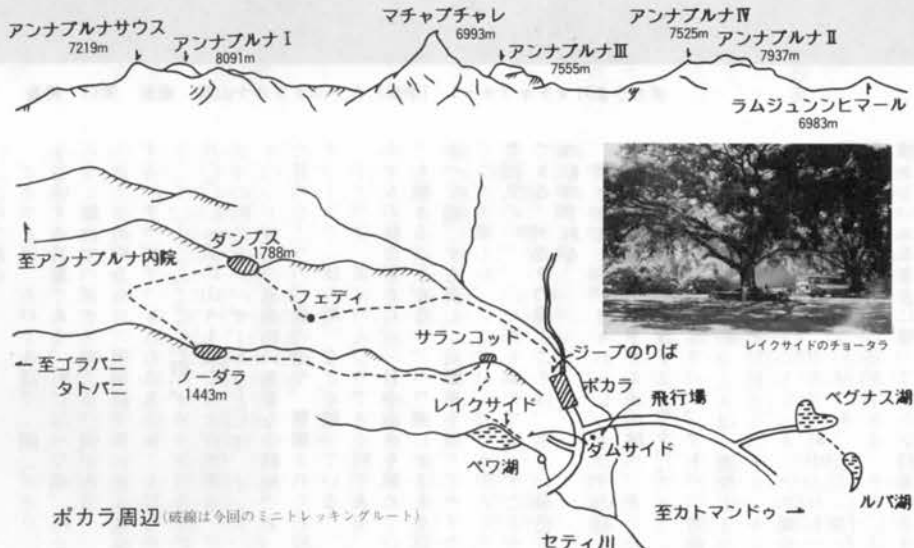 アンナプルナサウス
7219m
アンナプルナⅠ
8091m
マチャプチャレ
6993m
アンナプルナⅢ
7555m
アンナプルナⅣ
7525m
アンナプルナⅡ
7937m
ラムジュンンヒマール
6983m
レイクサイドのチョータラ
至アンナプルナ内院
ダンプス
1788m
フェディ
サランコット
ジープのりば
ポカラ
←至ゴラパニ
タトパニ
ノーダラ
1443m
レイクサイド
飛行場
ベグナス湖
ペワ湖
ダムサイド
ルパ湖
至カトマンドゥ→
セティ川
ポカラ周辺(破線は今回のミニトレッキングルート)